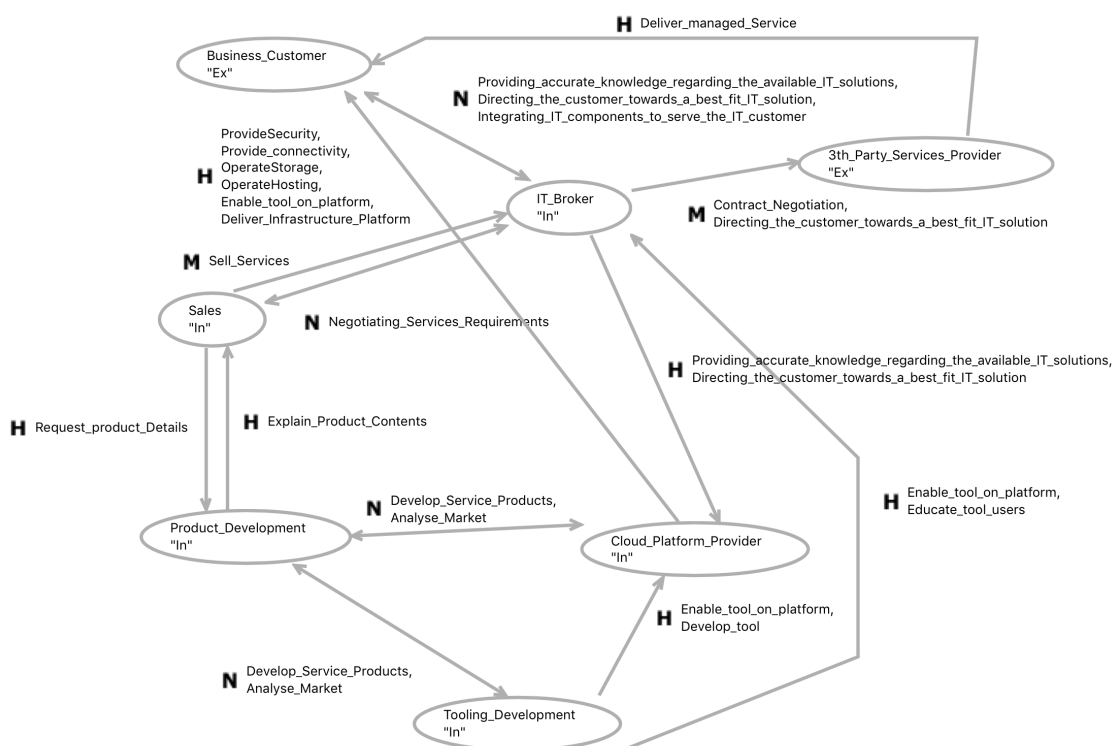 H Deliver_managed_Service
Business_Customer
"Ex"
N Providing_accurate_knowledge_regarding_the_available_IT_solutions,
Directing_the_customer_towards_a_best_fit_IT_solution,
Integrating_IT_components_to_serve_the_IT_customer
ProvideSecurity,
Provide_connectivity,
OperateStorage,
H OperateHosting,
Enable_tool_on_platform,
Deliver_Infrastructure_Platform
3th_Party_Services_Provider
"Ex"
IT_Broker
"In"
M Contract_Negotiation,
Directing_the_customer_towards_a_best_fit_IT_solution
M Sell_Services
Sales
"In"
N Negotiating_Services_Requirements
H Providing_accurate_knowledge_regarding_the_available_IT_solutions,
Directing_the_customer_towards_a_best_fit_IT_solution
H Request_product_Details
H Explain_Product_Contents
H Enable_tool_on_platform,
Educate_tool_users
N Develop_Service_Products,
Analyse_Market
Product_Development
"In"
Cloud_Platform_Provider
"In"
H Enable_tool_on_platform,
Develop_tool
N Develop_Service_Products,
Analyse_Market
Tooling_Development
"In"